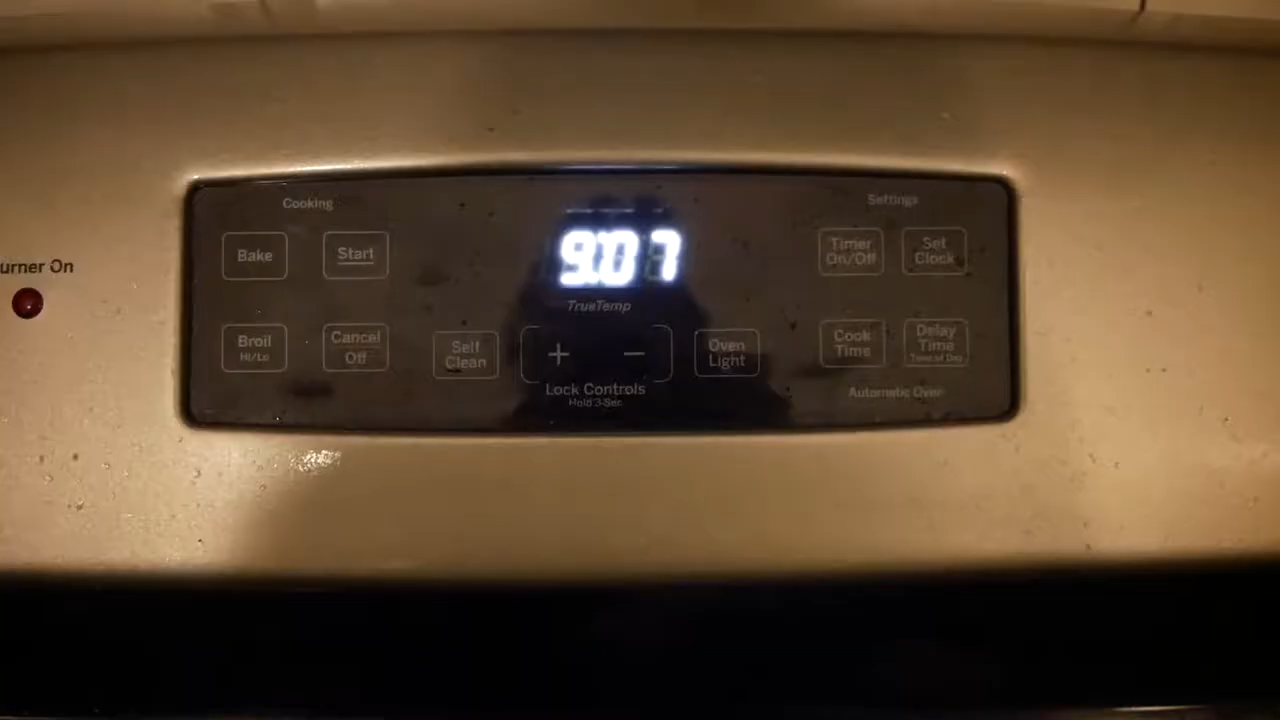 Cooking
Settings
Bake
Start
9:07
Timer
On/Off
Set
Clock
urner On
TrueTemp
Broil
Hi/Lo
Cancel
Off
Self
Clean
+
−
Oven
Light
Cook
Time
Delay
Time
Time of Day
Lock Controls
Hold 3 Sec.
Automatic Oven